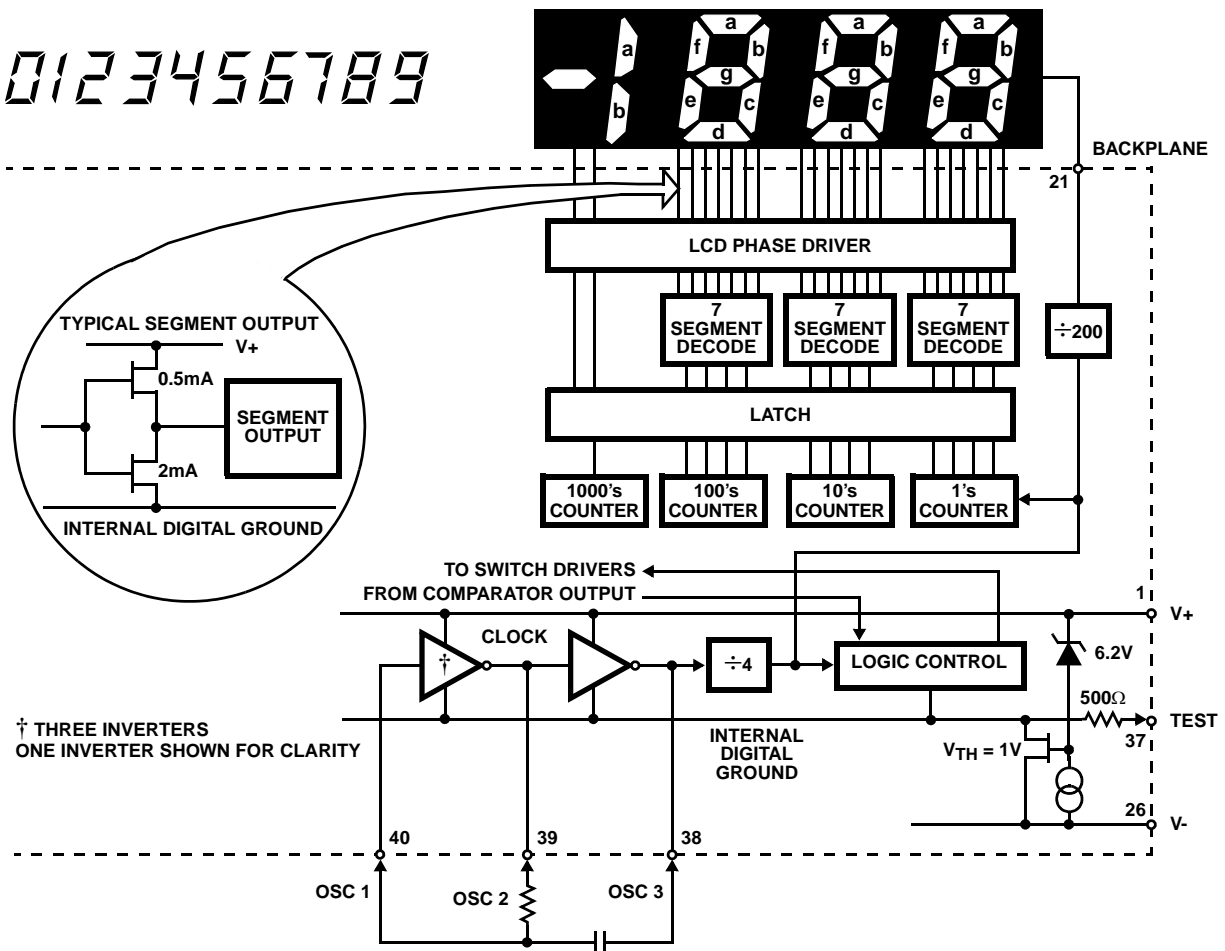 0123456789
a
b
a
f
b
g
e
c
d
a
f
b
g
e
c
d
a
f
b
g
e
c
d
BACKPLANE
21
LCD PHASE DRIVER
TYPICAL SEGMENT OUTPUT
V+
0.5mA
SEGMENT
OUTPUT
2mA
INTERNAL DIGITAL GROUND
7
SEGMENT
DECODE
7
SEGMENT
DECODE
7
SEGMENT
DECODE
÷200
LATCH
1000's
COUNTER
100's
COUNTER
10's
COUNTER
1's
COUNTER
TO SWITCH DRIVERS
FROM COMPARATOR OUTPUT
1
V+
CLOCK
†
÷4
LOGIC CONTROL
6.2V
500Ω
TEST
37
† THREE INVERTERS
ONE INVERTER SHOWN FOR CLARITY
INTERNAL
DIGITAL
GROUND
VTH = 1V
26
V-
40
39
38
OSC 1
OSC 2
OSC 3